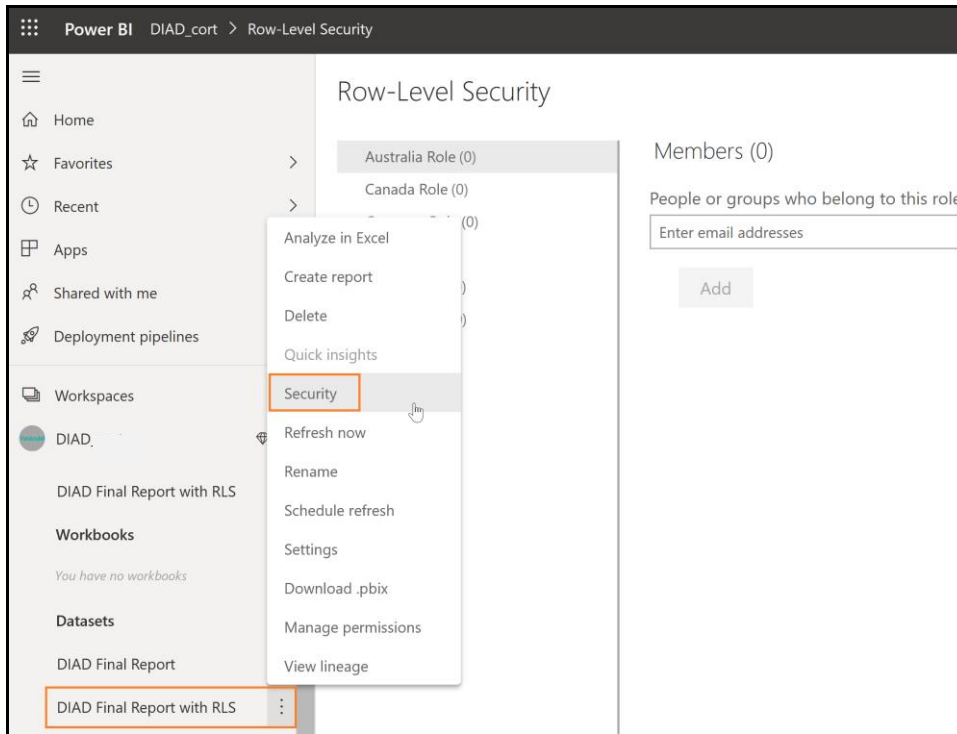 Power BI DIAD_cort > Row-Level Security
Home
Favorites
Recent
Apps
Shared with me
Deployment pipelines
Workspaces
DIAD_
DIAD Final Report with RLS
Workbooks
You have no workbooks
Datasets
DIAD Final Report
DIAD Final Report with RLS
Analyze in Excel
Create report
Delete
Quick insights
Security
Refresh now
Rename
Schedule refresh
Settings
Download .pbix
Manage permissions
View lineage
Row-Level Security
Australia Role (0)
Canada Role (0)
(0)
Members (0)
People or groups who belong to this role
Enter email addresses
Add